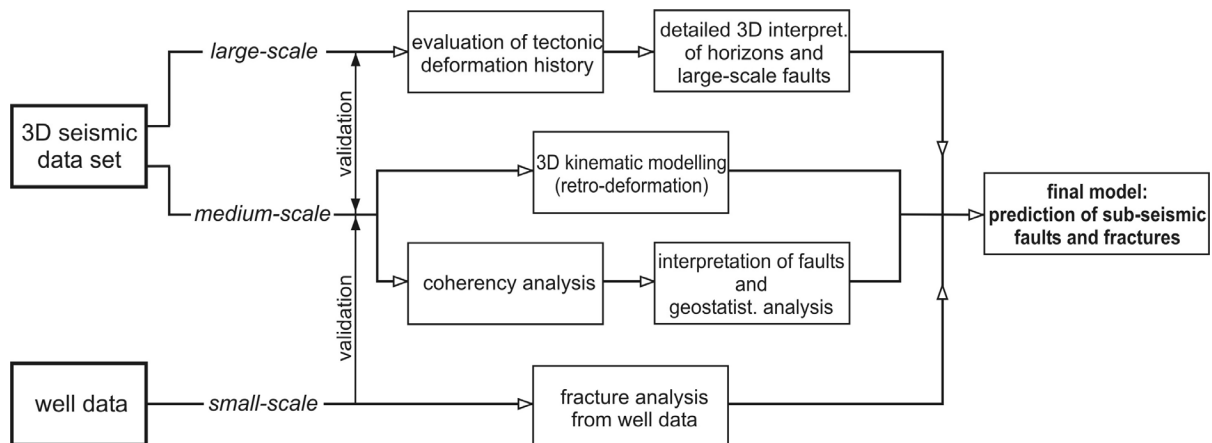 large-scale
evaluation of tectonic
deformation history
detailed 3D interpret.
of horizons and
large-scale faults
3D seismic
data set
validation
3D kinematic modelling
(retro-deformation)
medium-scale
final model:
prediction of sub-seismic
faults and fractures
coherency analysis
interpretation of faults
and
geostatist. analysis
validation
well data
small-scale
fracture analysis
from well data